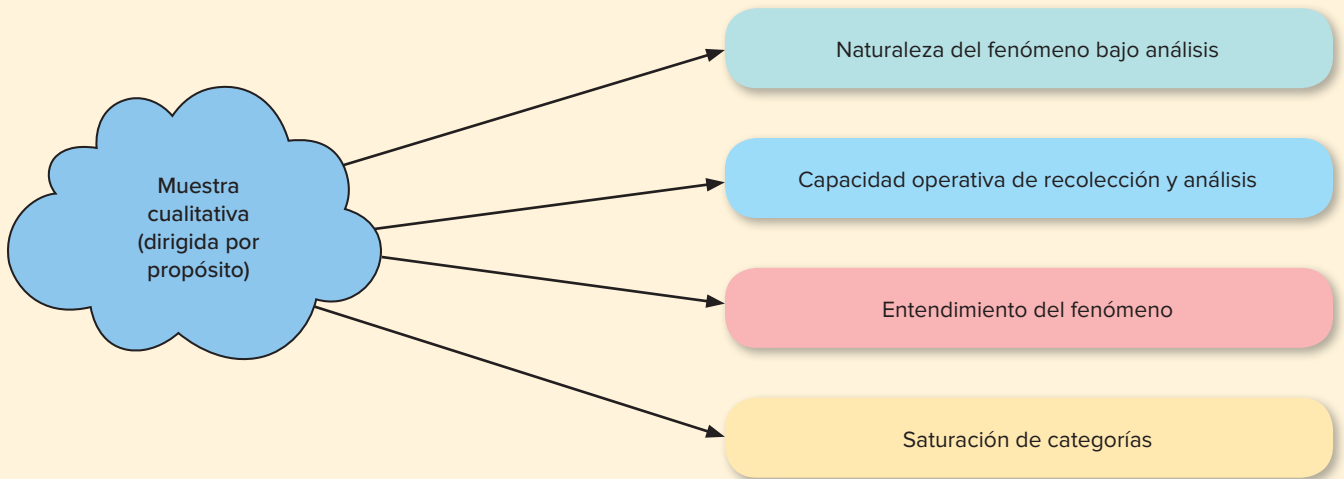 Muestra
cualitativa
(dirigida por
propósito)
Naturaleza del fenómeno bajo análisis
Capacidad operativa de recolección y análisis
Entendimiento del fenómeno
Saturación de categorías